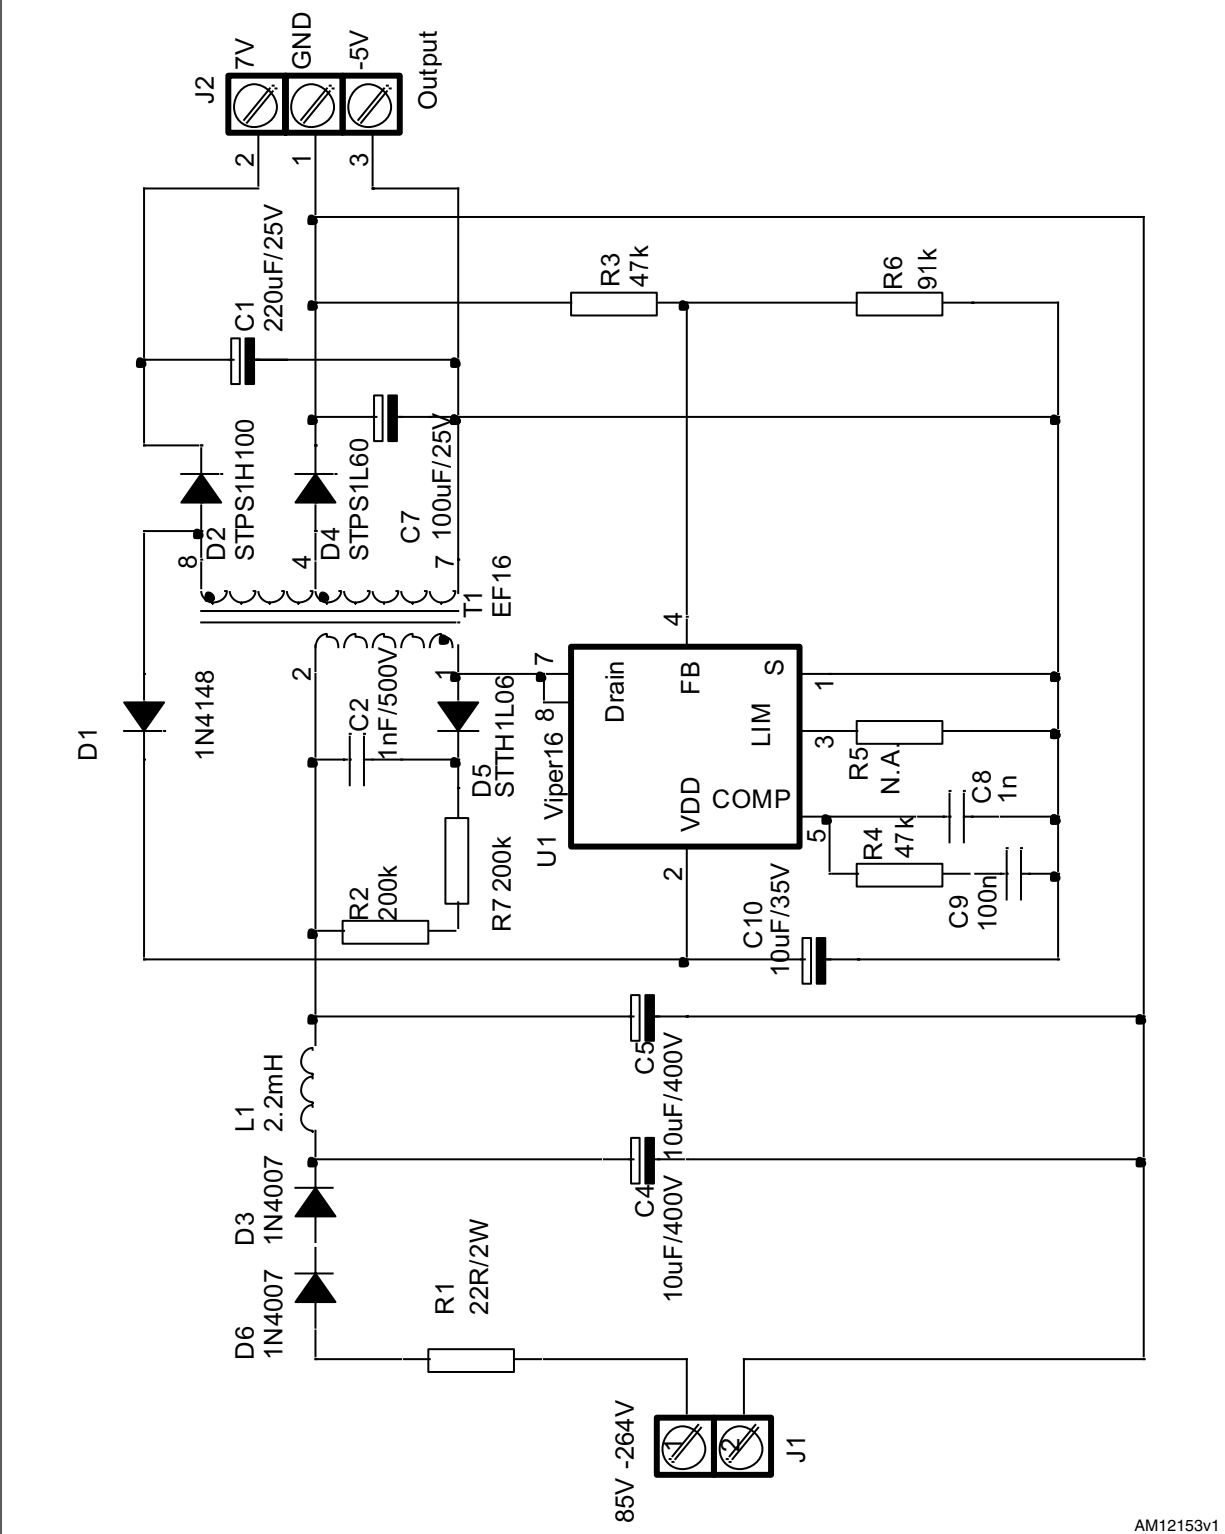 J2
7V
GND
-5V
Output
2
1
3
C1
220uF/25V
R3
47k
R6
91k
D2
STPS1H100
D4
STPS1L60
C7
100uF/25V
8
4
7
T1
EF16
D1
1N4148
2
1
C2
1nF/500V
D5
STTH1L06
R2
200k
R7 200k
U1 Viper16
7
8
4
1
3
5
2
Drain
FB
S
LIM
VDD
COMP
R5
N.A.
R4
47k
C8
1n
C9
100n
C10
10uF/35V
L1
2.2mH
C5
10uF/400V
C4
10uF/400V
D3
1N4007
D6
1N4007
R1
22R/2W
85V -264V
1
2
J1
AM12153v1